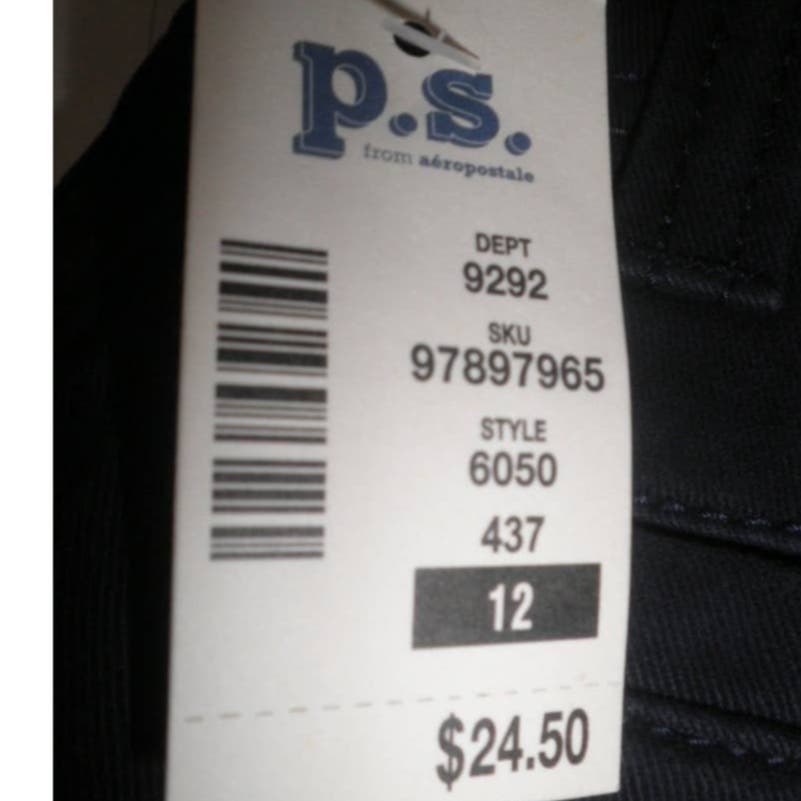 p.s.
from aéropostale
DEPT
9292
SKU
97897965
STYLE
6050
437
12
$24.50